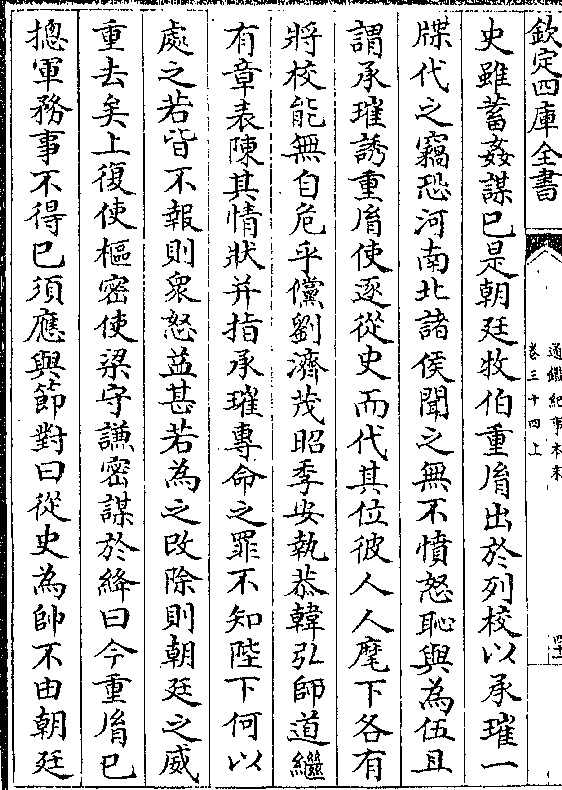 欽定四庫全書
通鑑紀事本末
卷三十四上
史雖蓄姦謀已是朝廷牧伯重胤出於列校以承璀一
牒代之竊恐河南北諸侯聞之無不憤怒恥與為伍且
謂承璀誘重胤使逐從史而代其位彼人人麾下各有
將校能無自危乎儻劉濟茂昭季安執恭韓弘師道繼
有章表陳其情狀并指承璀專命之罪不知陛下何以
處之若皆不報則衆怒益甚若為之改除則朝廷之威
重去矣上復使樞密使梁守謙密謀於絳曰今重胤已
摠軍務事不得已須應與節對曰從史為帥不由朝廷